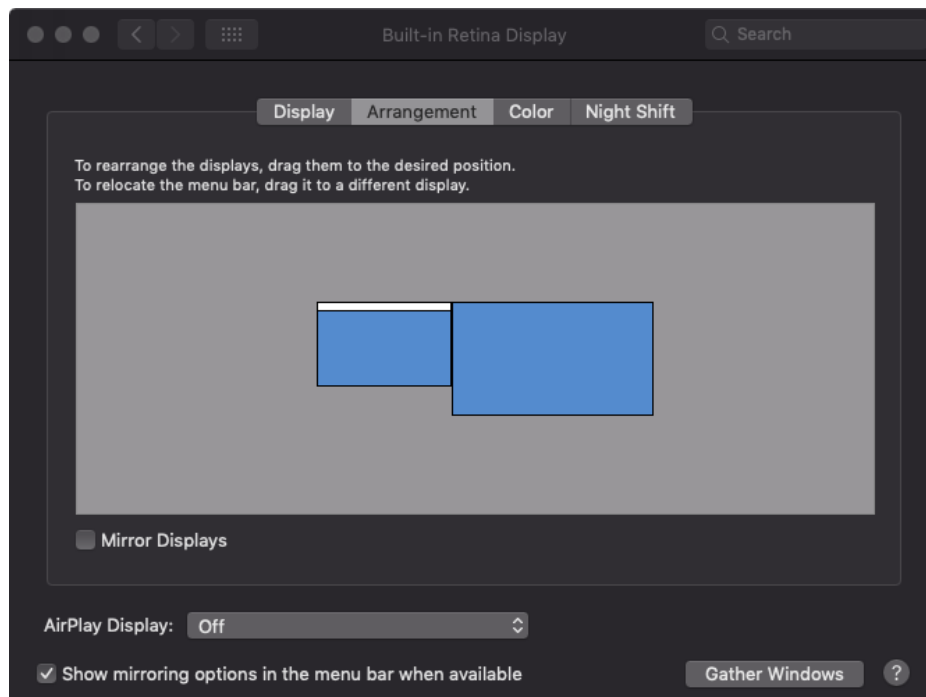 Built-in Retina Display
Search
Display
Arrangement
Color
Night Shift
To rearrange the displays, drag them to the desired position.
To relocate the menu bar, drag it to a different display.
Mirror Displays
AirPlay Display:
Off
Show mirroring options in the menu bar when available
Gather Windows
?